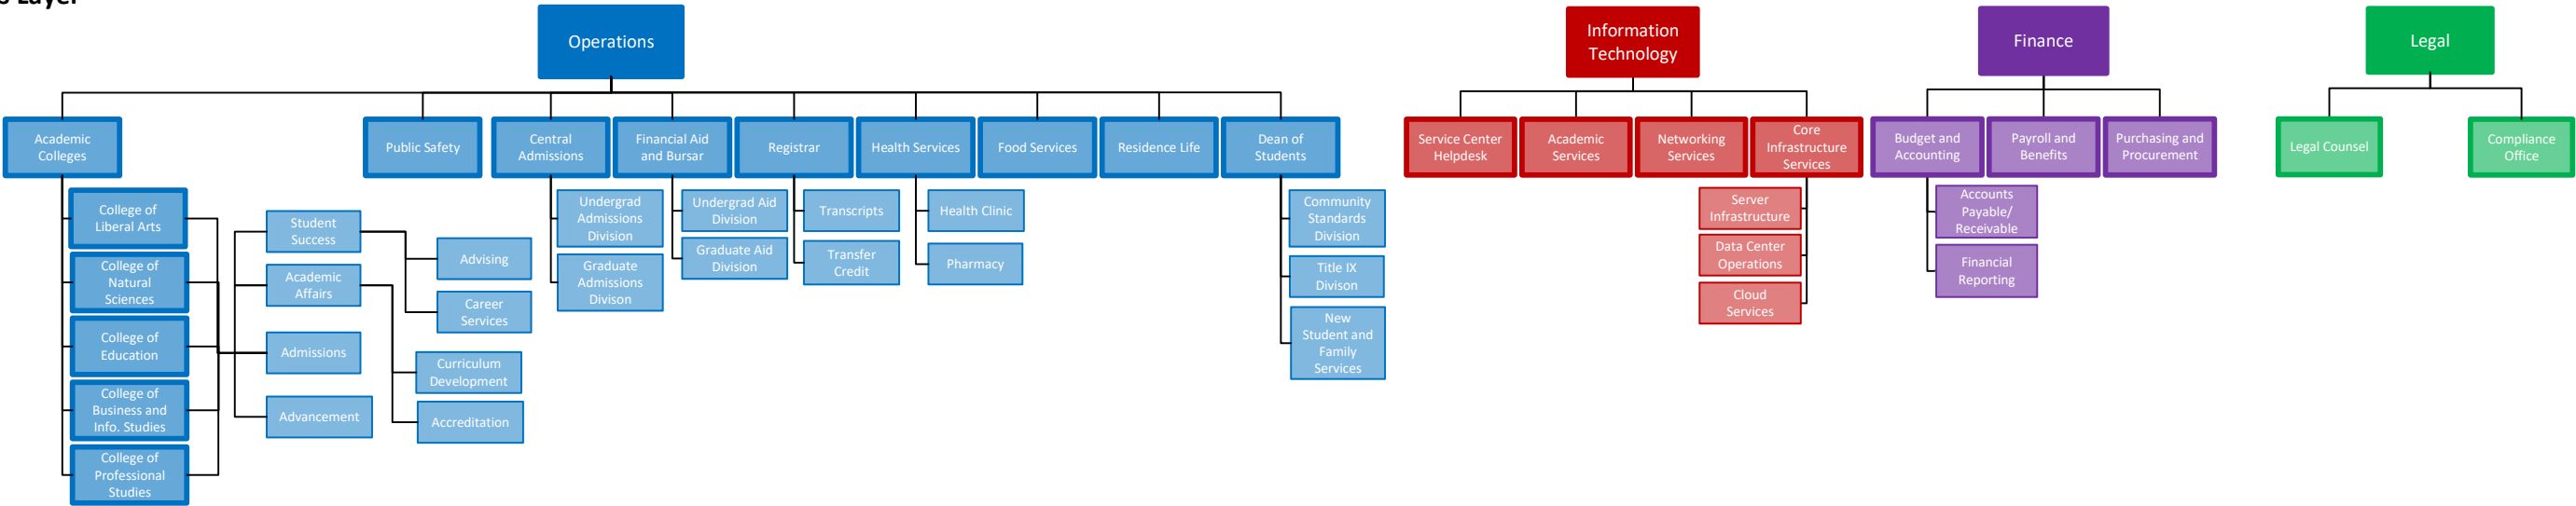 s Layer
Operations
Information
Technology
Finance
Legal
Academic
Colleges
Public Safety
Central
Admissions
Financial Aid
and Bursar
Registrar
Health Services
Food Services
Residence Life
Dean of
Students
Service Center
Helpdesk
Academic
Services
Networking
Services
Core
Infrastructure
Services
Budget and
Accounting
Payroll and
Benefits
Purchasing and
Procurement
Legal Counsel
Compliance
Office
College of
Liberal Arts
College of
Natural
Sciences
College of
Education
College of
Business and
Info. Studies
College of
Professional
Studies
Student
Success
Academic
Affairs
Admissions
Advancement
Advising
Career
Services
Curriculum
Development
Accreditation
Undergrad
Admissions
Division
Graduate
Admissions
Divison
Undergrad Aid
Division
Graduate Aid
Division
Transcripts
Transfer
Credit
Health Clinic
Pharmacy
Community
Standards
Division
Title IX
Divison
New
Student and
Family
Services
Server
Infrastructure
Data Center
Operations
Cloud
Services
Accounts
Payable/
Receivable
Financial
Reporting